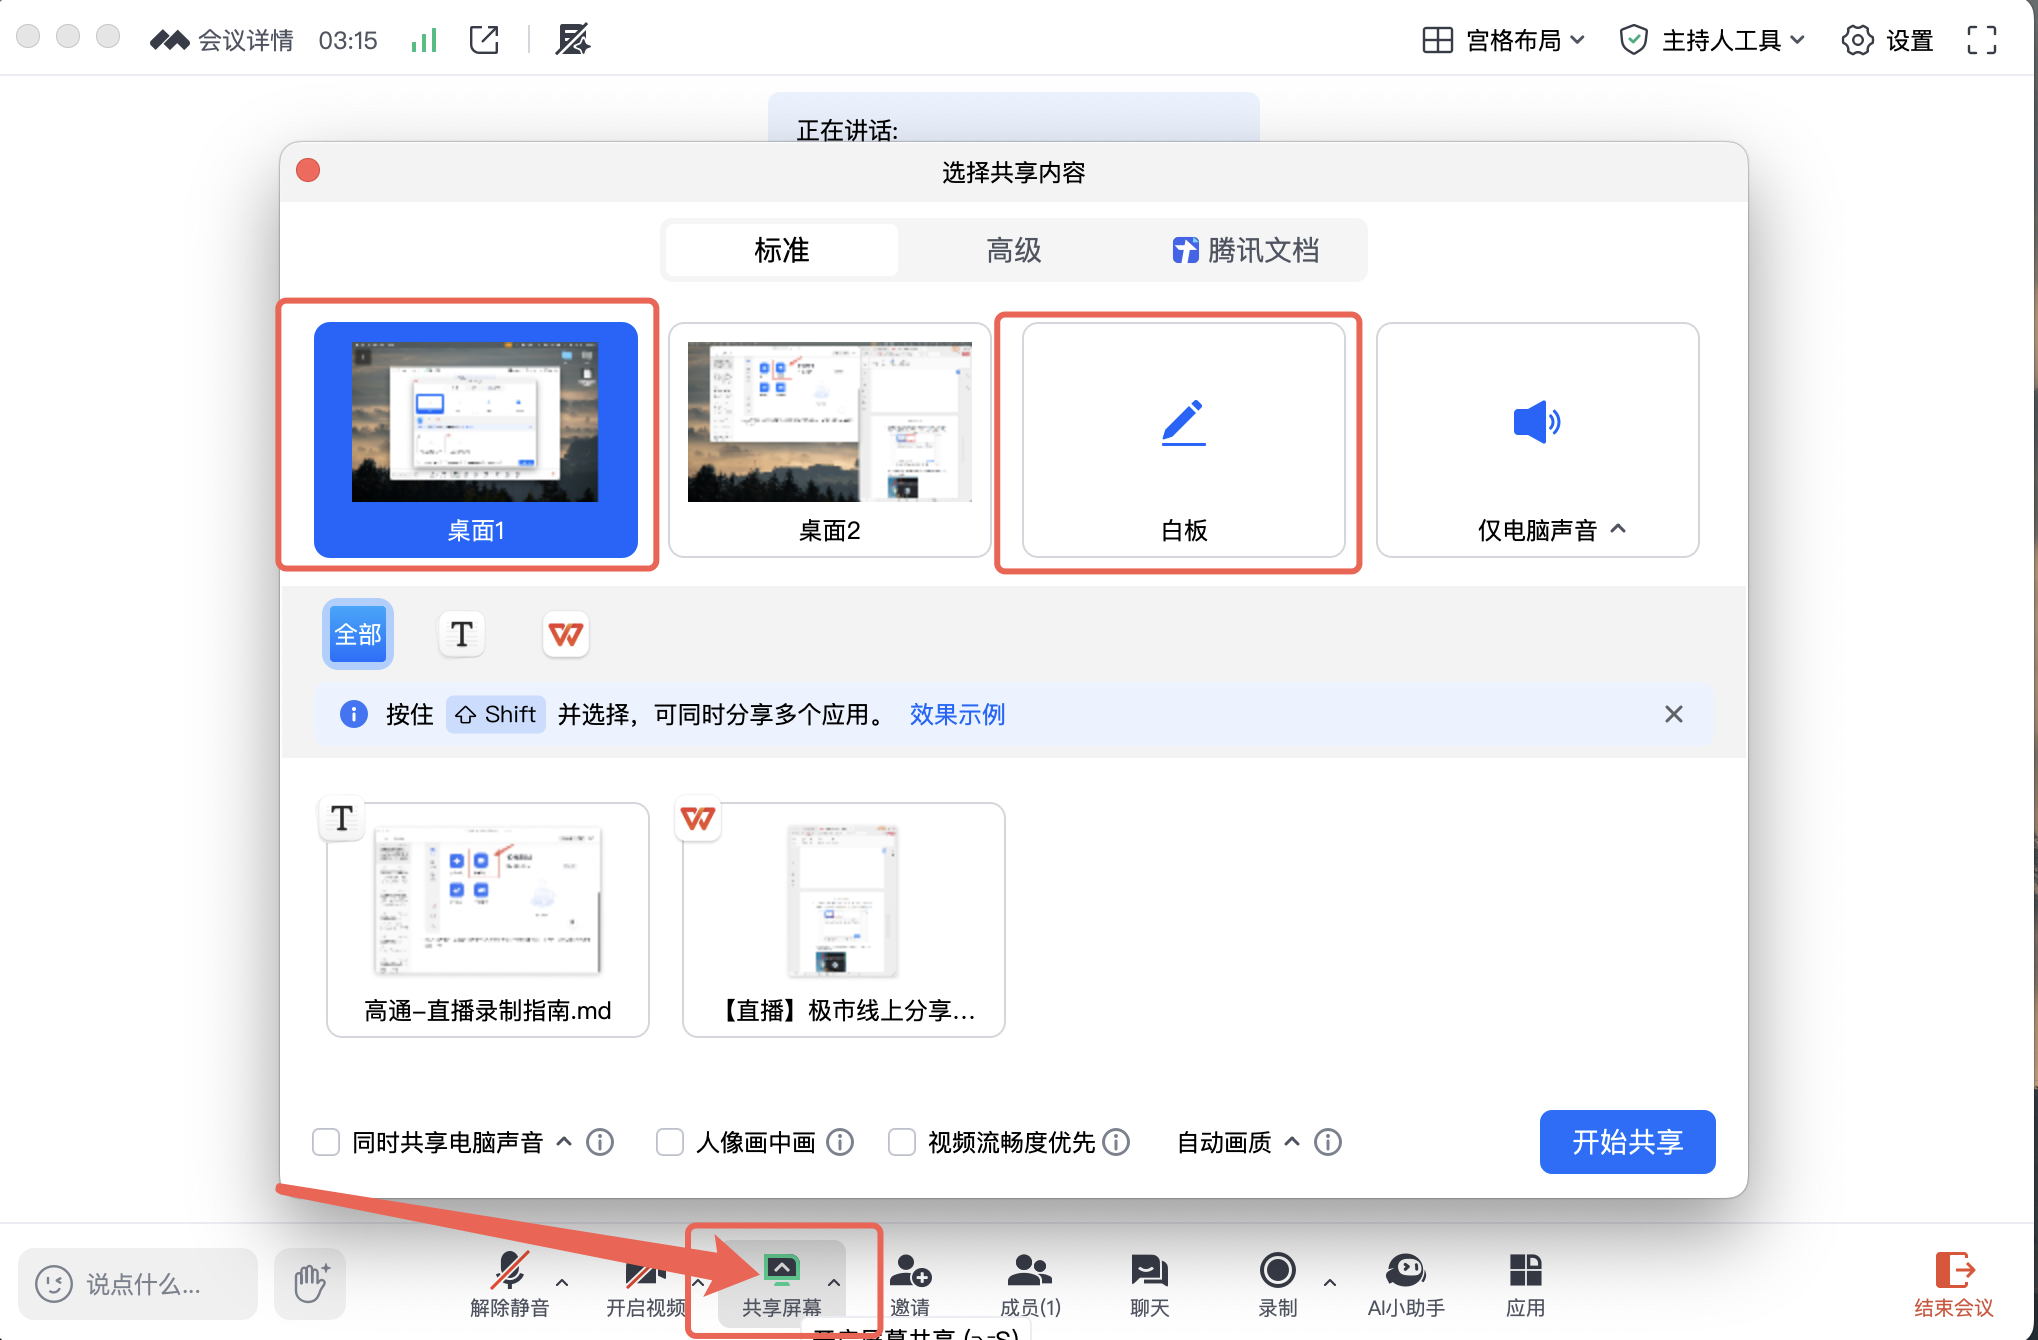 会议详情 03:15 宫格布局 主持人工具 设置
正在讲话:
选择共享内容
标准 高级 腾讯文档
桌面1 桌面2 白板 仅电脑声音
全部 T
按住 Shift 并选择，可同时分享多个应用。 效果示例
T
高通-直播录制指南.md 【直播】极市线上分享...
同时共享电脑声音 人像画中画 视频流畅度优先 自动画质 开始共享
说点什么... 解除静音 开启视频 共享屏幕 邀请 成员(1) 聊天 录制 AI小助手 应用 结束会议